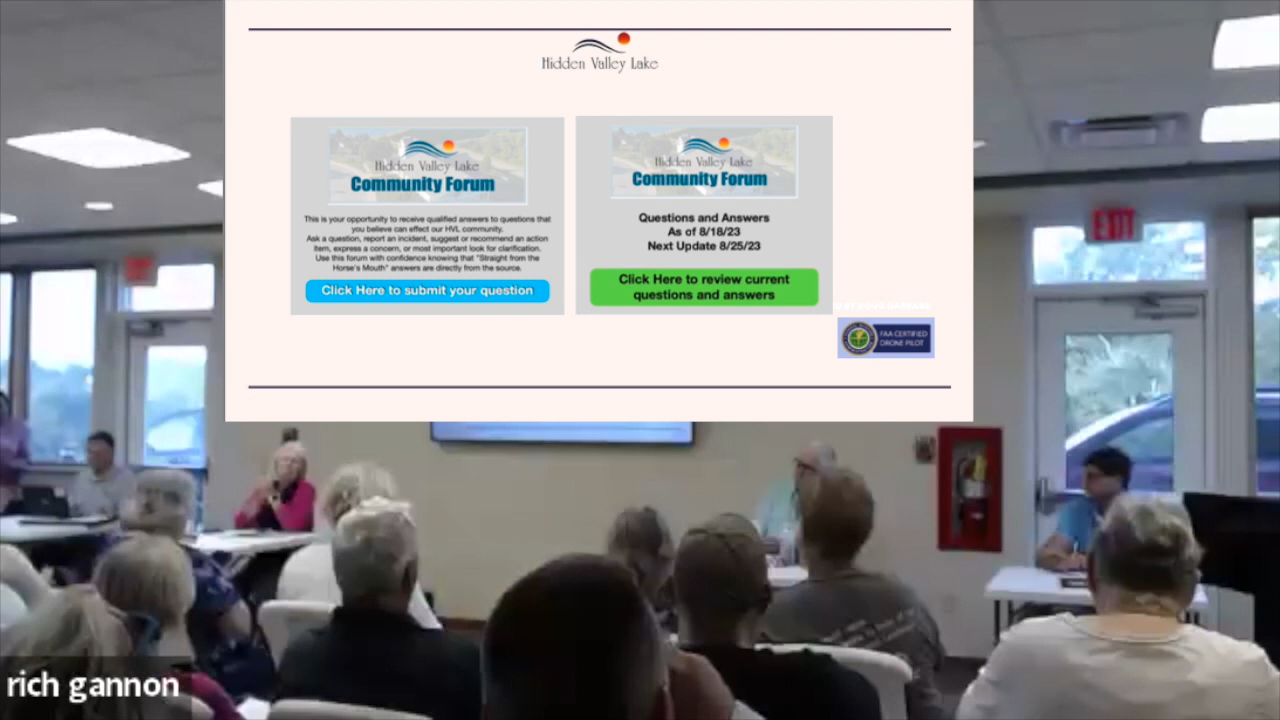 Hidden Valley Lake
Hidden Valley Lake
Community Forum
This is your opportunity to receive qualified answers to questions that
you believe can effect our HVL community.
Ask a question, report an incident, suggest or recommend an action
item, express a concern, or most important look for clarification.
Use this forum with confidence knowing that "Straight from the
Horse's Mouth" answers are directly from the source.
Click Here to submit your question
Hidden Valley Lake
Community Forum
Questions and Answers
As of 8/18/23
Next Update 8/25/23
Click Here to review current
questions and answers
FAA CERTIFIED
DRONE PILOT
EXIT
rich gannon